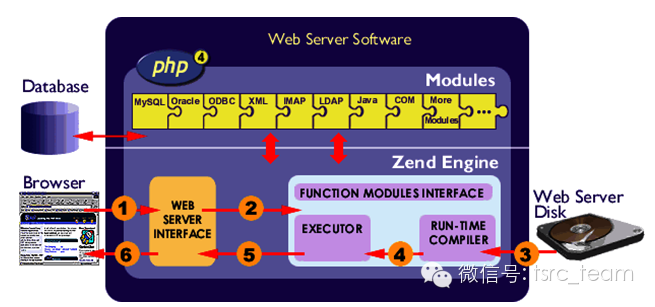 Web Server Software
php 4
Modules
Database
MySQL Oracle ODBC XML IMAP LDAP Java COM More Modules ...
Zend Engine
Browser
FUNCTION MODULES INTERFACE
Web Server
Disk
1
WEB
SERVER
INTERFACE
2
EXECUTOR
RUN-TIME
COMPILER
6
5
4
3
微信号: tsrc_team